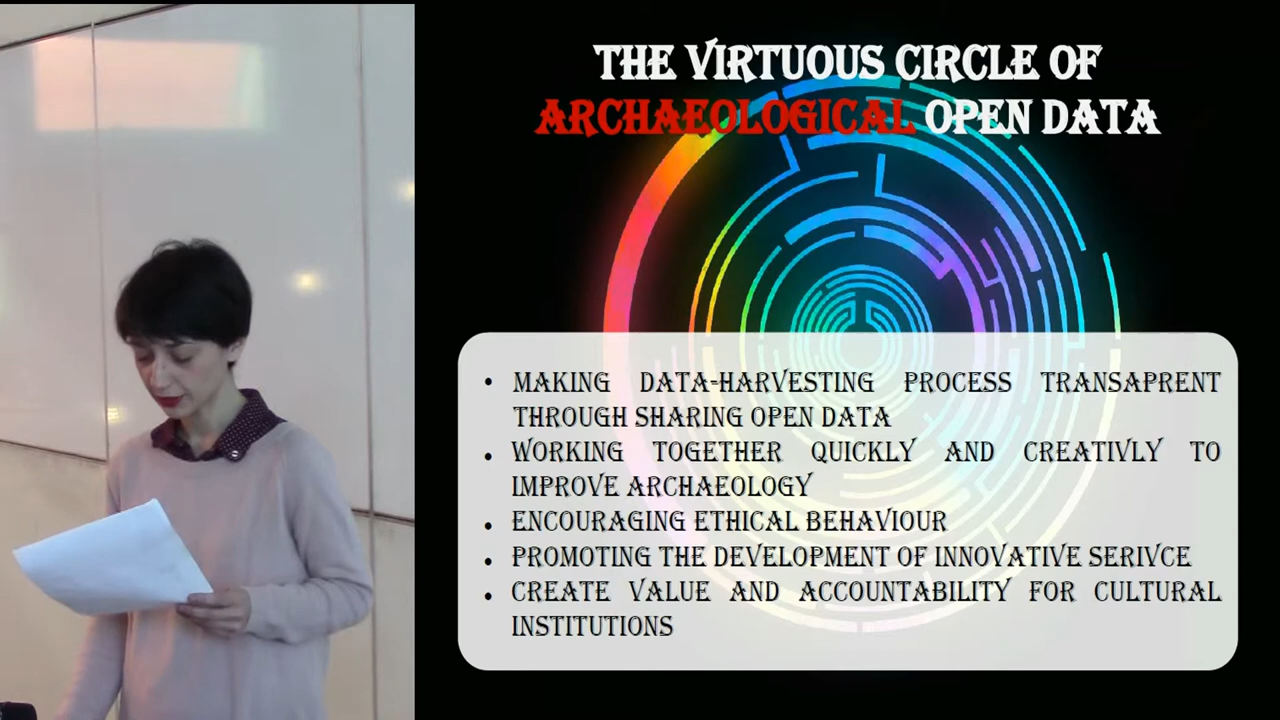 THE VIRTUOUS CIRCLE OF
ARCHAEOLOGICAL OPEN DATA
• MAKING DATA-HARVESTING PROCESS TRANSAPRENT
THROUGH SHARING OPEN DATA
• WORKING TOGETHER QUICKLY AND CREATIVLY TO
IMPROVE ARCHAEOLOGY
• ENCOURAGING ETHICAL BEHAVIOUR
• PROMOTING THE DEVELOPMENT OF INNOVATIVE SERIVCE
• CREATE VALUE AND ACCOUNTABILITY FOR CULTURAL
INSTITUTIONS